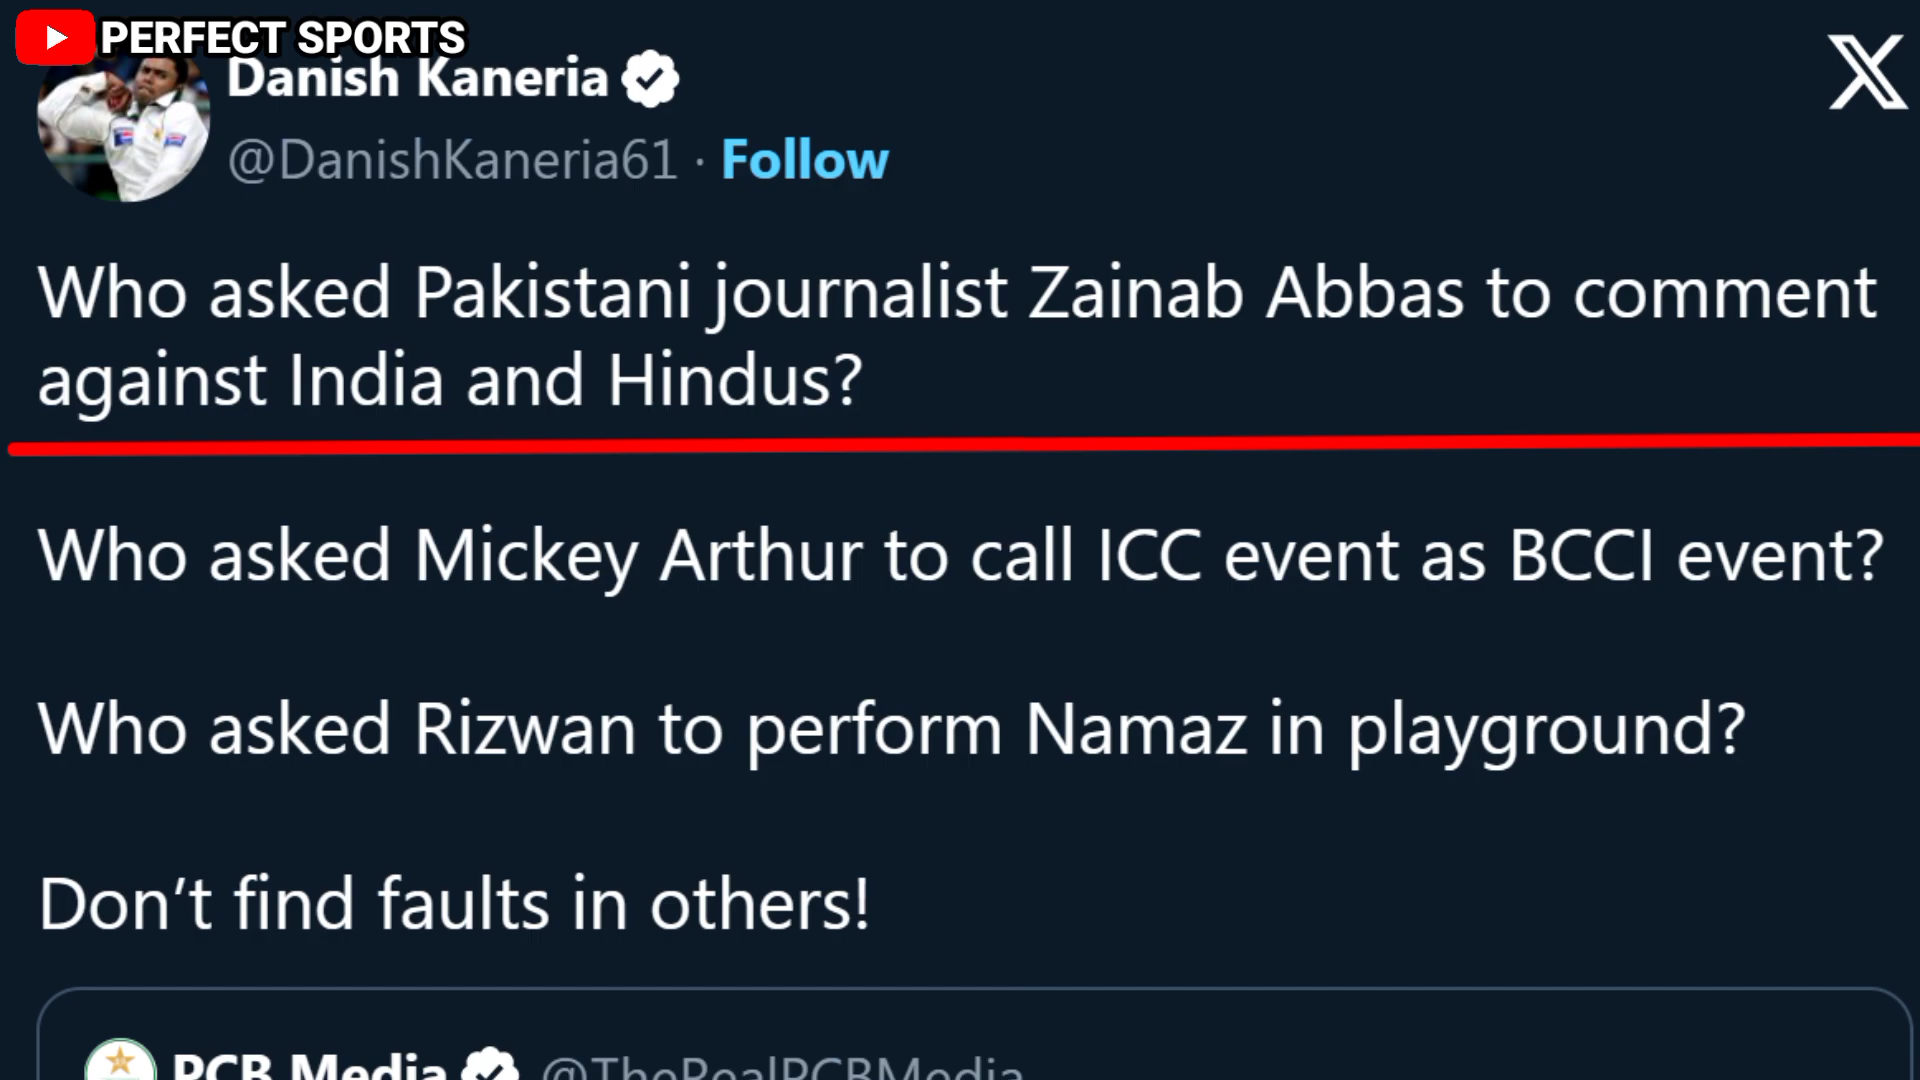 PERFECT SPORTS
Danish Kaneria
@DanishKaneria61 · Follow
Who asked Pakistani journalist Zainab Abbas to comment
against India and Hindus?
Who asked Mickey Arthur to call ICC event as BCCI event?
Who asked Rizwan to perform Namaz in playground?
Don’t find faults in others!
PCB Media @TheRealPCBMedia